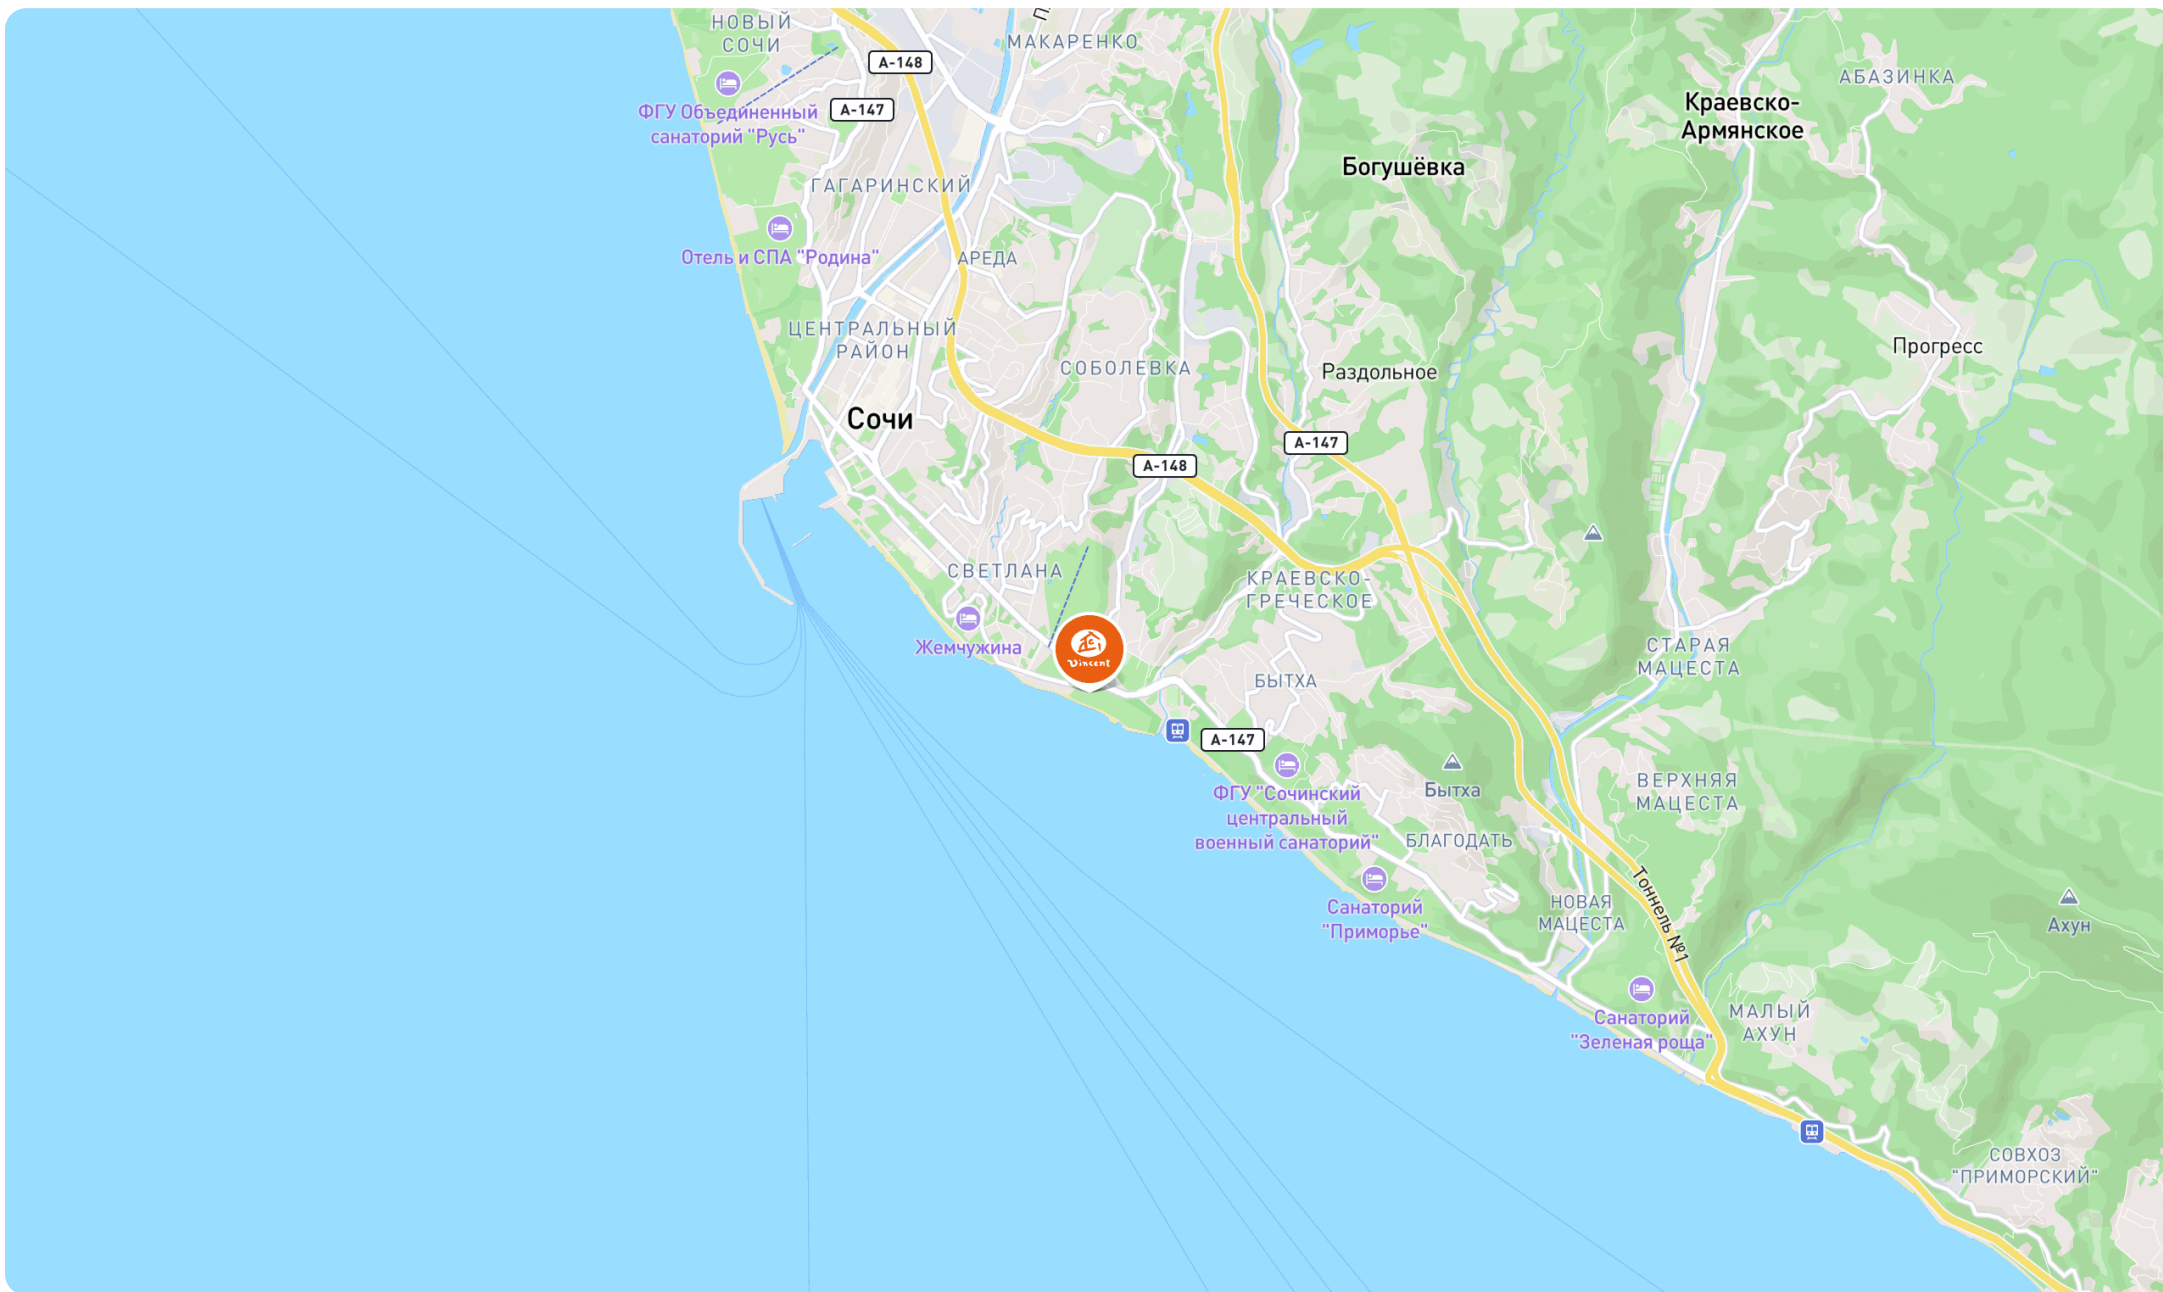 НОВЫЙ
СОЧИ
МАКАРЕНКО
А-148
А-147
ФГУ Объединенный
санаторий "Русь"
АБАЗИНКА
Краевско-
Армянское
Богушёвка
ГАГАРИНСКИЙ
Отель и СПА "Родина"
АРЕДА
ЦЕНТРАЛЬНЫЙ
РАЙОН
СОБОЛЕВКА
Раздольное
Прогресс
Сочи
А-147
А-148
СВЕТЛАНА
КРАЕВСКО-
ГРЕЧЕСКОЕ
Жемчужина
Vincent
СТАРАЯ
МАЦЕСТА
БЫТХА
А-147
ФГУ "Сочинский
центральный
военный санаторий"
Бытха
ВЕРХНЯЯ
МАЦЕСТА
БЛАГОДАТЬ
Санаторий
"Приморье"
НОВАЯ
МАЦЕСТА
Тоннель №1
Ахун
Санаторий
"Зеленая роща"
МАЛЫЙ
АХУН
СОВХОЗ
"ПРИМОРСКИЙ"